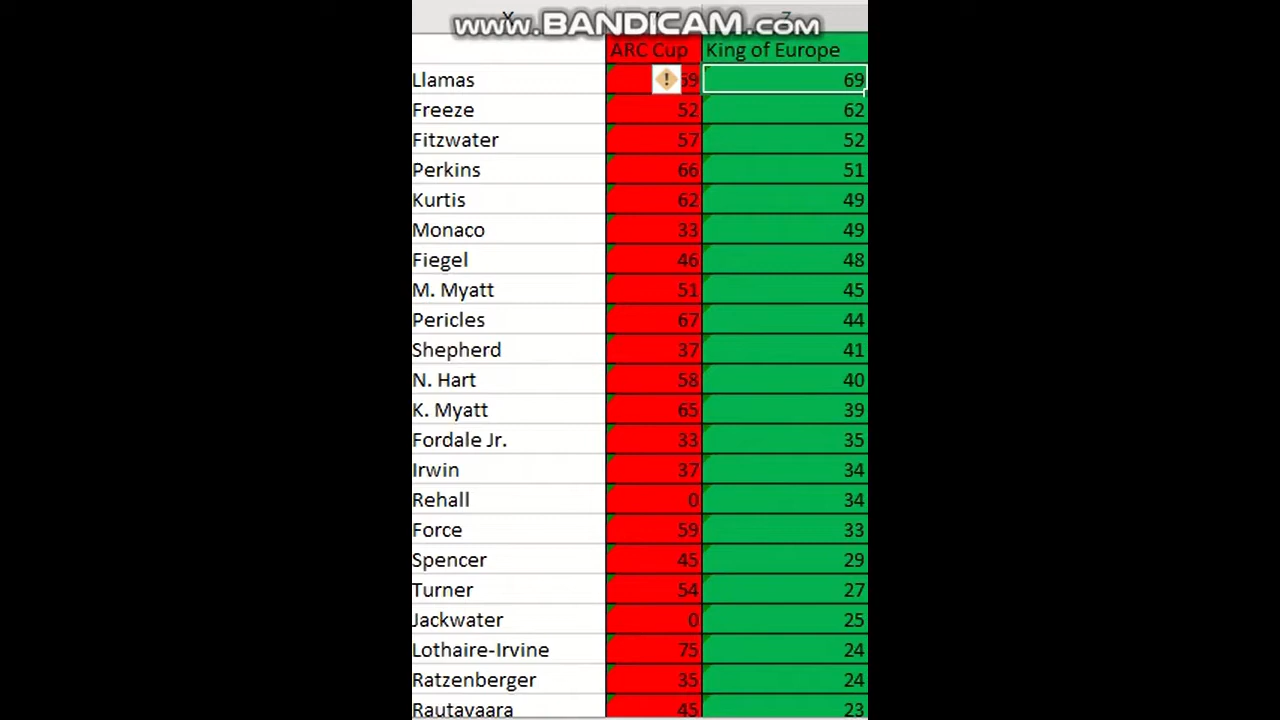 www.BANDICAM.com
ARC Cup King of Europe
Llamas 69
Freeze 52 62
Fitzwater 57 52
Perkins 66 51
Kurtis 62 49
Monaco 33 49
Fiegel 46 48
M. Myatt 51 45
Pericles 67 44
Shepherd 37 41
N. Hart 58 40
K. Myatt 65 39
Fordale Jr. 33 35
Irwin 37 34
Rehall 0 34
Force 59 33
Spencer 45 29
Turner 54 27
Jackwater 0 25
Lothaire-Irvine 75 24
Ratzenberger 35 24
Rautavaara 45 23